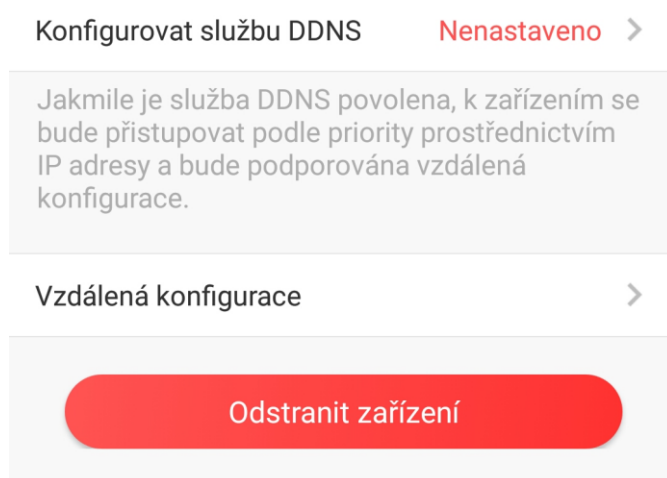 Konfigurovat službu DDNS Nenastaveno >
Jakmile je služba DDNS povolena, k zařízením se
bude přistupovat podle priority prostřednictvím
IP adresy a bude podporována vzdálená
konfigurace.
Vzdálená konfigurace >
Odstranit zařízení